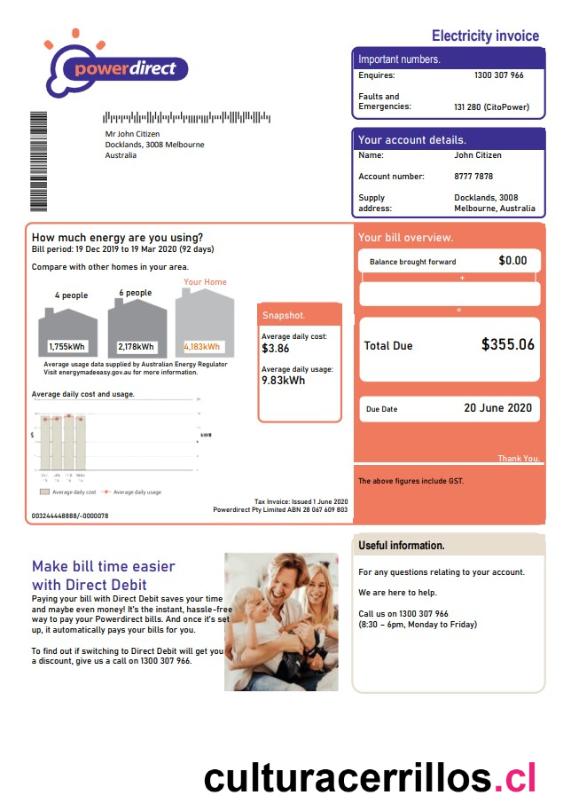 Electricity invoice
powerdirect
Important numbers.
Enquires: 1300 307 966
Faults and
Emergencies: 131 280 (CitoPower)
Mr John Citizen
Docklands, 3008 Melbourne
Australia
Your account details.
Name: John Citizen
Account number: 8777 7878
Supply Docklands, 3008
address: Melbourne, Australia
How much energy are you using?
Bill period: 19 Dec 2019 to 19 Mar 2020 (92 days)
Compare with other homes in your area.
4 people
6 people
Your Home
1,755kWh
2,178kWh
4,183kWh
Average usage data supplied by Australian Energy Regulator
Visit energymadeeasy.gov.au for more information.
Snapshot.
Average daily cost:
$3.86
Average daily usage:
9.83kWh
Average daily cost and usage.
$
kWH
Average daily cost
Average daily usage
Tax Invoice: Issued 1 June 2020
Powerdirect Pty Limited ABN 28 067 609 803
003244448888/-0000078
Your bill overview.
Balance brought forward $0.00
+
Total Due $355.06
Due Date 20 June 2020
Thank You.
The above figures include GST.
Make bill time easier
with Direct Debit
Paying your bill with Direct Debit saves your time
and maybe even money! It's the instant, hassle-free
way to pay your Powerdirect bills. And once it's set
up, it automatically pays your bills for you.
To find out if switching to Direct Debit will get you
a discount, give us a call on 1300 307 966.
Useful information.
For any questions relating to your account.
We are here to help.
Call us on 1300 307 966
(8:30 – 6pm, Monday to Friday)
culturacerrillos.cl